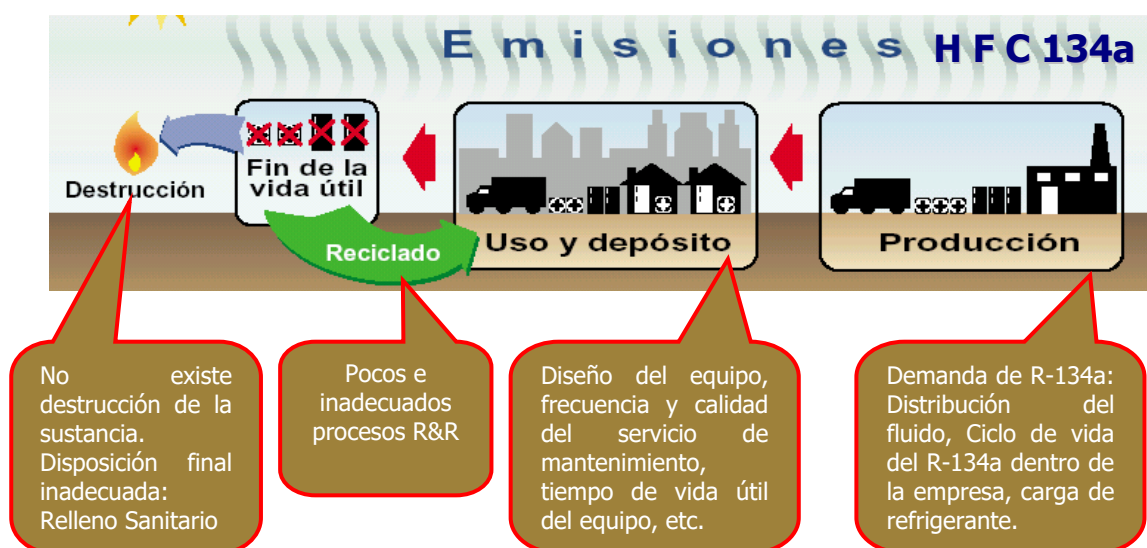 Emisiones HFC 134a
Destrucción
Fin de la
vida útil
Reciclado
Uso y depósito
Producción
No existe
destrucción de la
sustancia.
Disposición final
inadecuada:
Relleno Sanitario
Pocos e
inadecuados
procesos R&R
Diseño del equipo,
frecuencia y calidad
del servicio de
mantenimiento,
tiempo de vida útil
del equipo, etc.
Demanda de R-134a:
Distribución del
fluido, Ciclo de vida
del R-134a dentro de
la empresa, carga de
refrigerante.